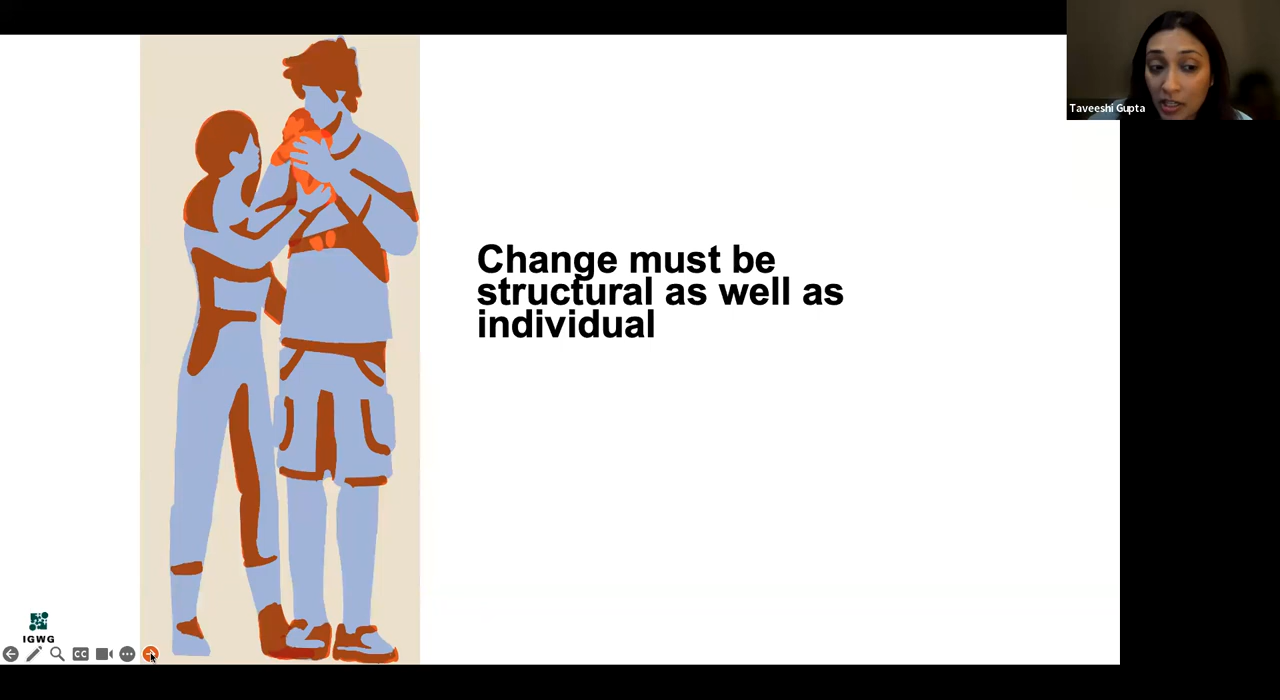 Taveeshi Gupta
Change must be
structural as well as
individual
IGWG
CC